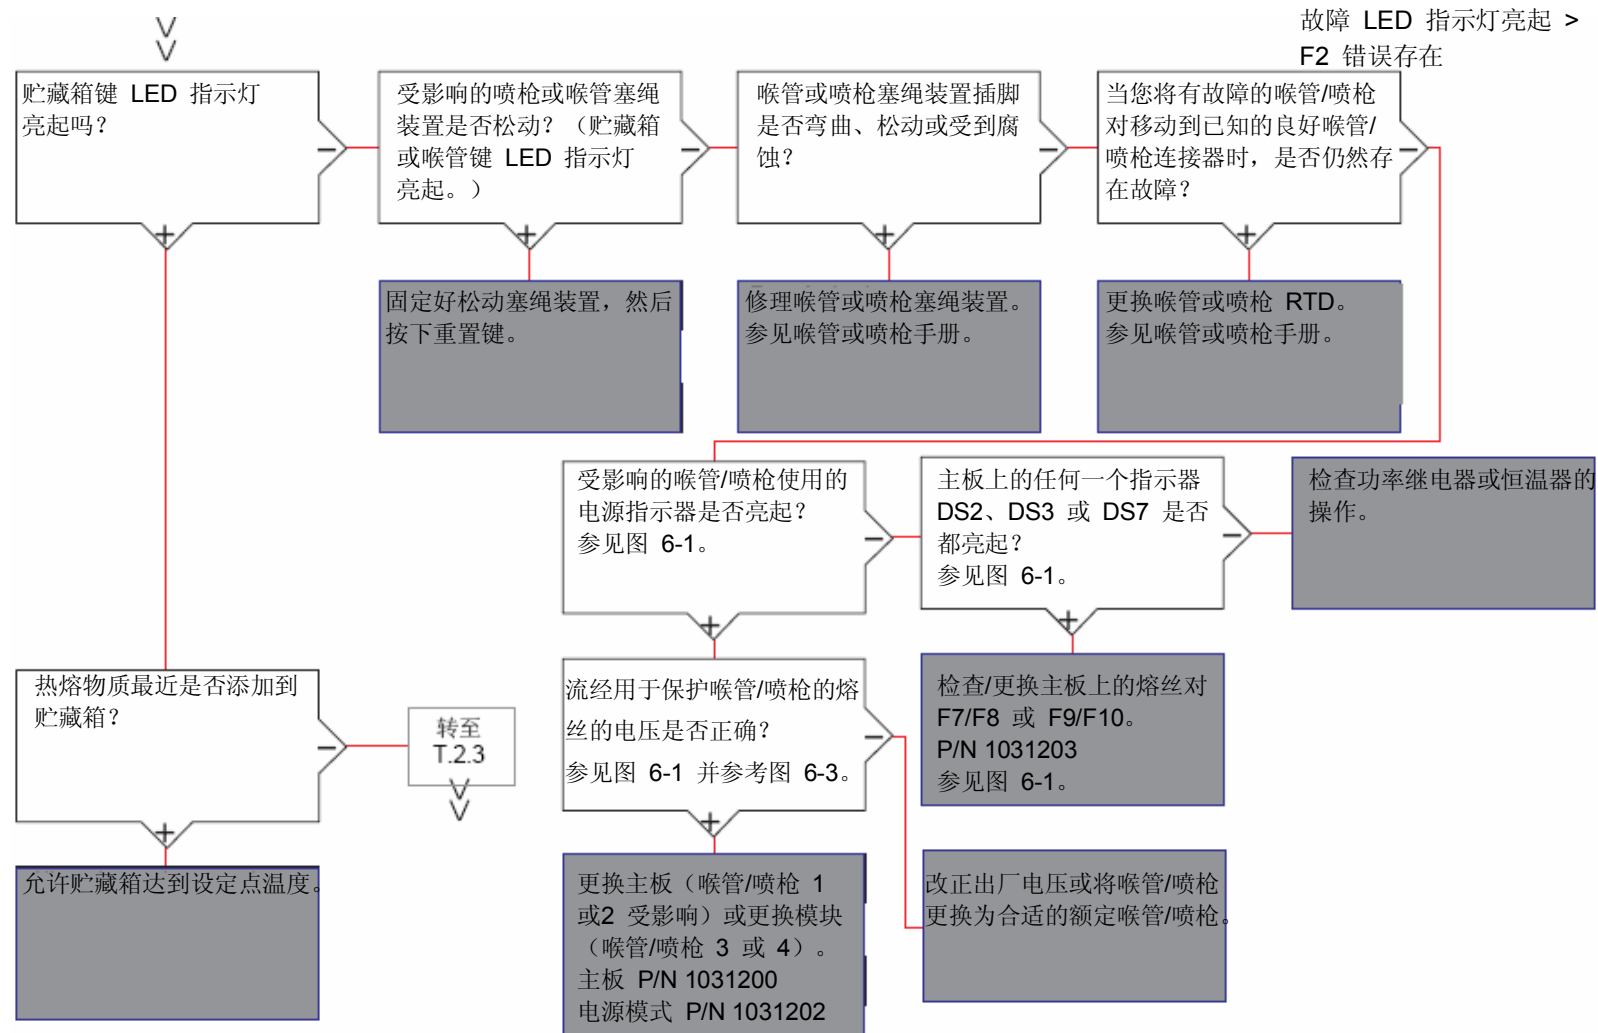 故障 LED 指示灯亮起 >
F2 错误存在
贮藏箱键 LED 指示灯
亮起吗?
受影响的喷枪或喉管塞绳
装置是否松动? (贮藏箱
或喉管键 LED 指示灯
亮起。)
喉管或喷枪塞绳装置插脚
是否弯曲、松动或受到腐
蚀?
当您将有故障的喉管/喷枪
对移动到已知的良好喉管/
喷枪连接器时, 是否仍然存
在故障?
固定好松动塞绳装置, 然后
按下重置键。
修理喉管或喷枪塞绳装置。
参见喉管或喷枪手册。
更换喉管或喷枪 RTD。
参见喉管或喷枪手册。
受影响的喉管/喷枪使用的
电源指示器是否亮起?
参见图 6-1。
主板上的任何一个指示器
DS2、DS3 或 DS7 是否
都亮起?
参见图 6-1。
检查功率继电器或恒温器的
操作。
热熔物质最近是否添加到
贮藏箱?
转至
T.2.3
流经用于保护喉管/喷枪的熔
丝的电压是否正确?
参见图 6-1 并参考图 6-3。
检查/更换主板上的熔丝对
F7/F8 或 F9/F10。
P/N 1031203
参见图 6-1。
允许贮藏箱达到设定点温度。
更换主板(喉管/喷枪 1
或2 受影响)或更换模块
(喉管/喷枪 3 或 4)。
主板 P/N 1031200
电源模式 P/N 1031202
改正出厂电压或将喉管/喷枪
更换为合适的额定喉管/喷枪。